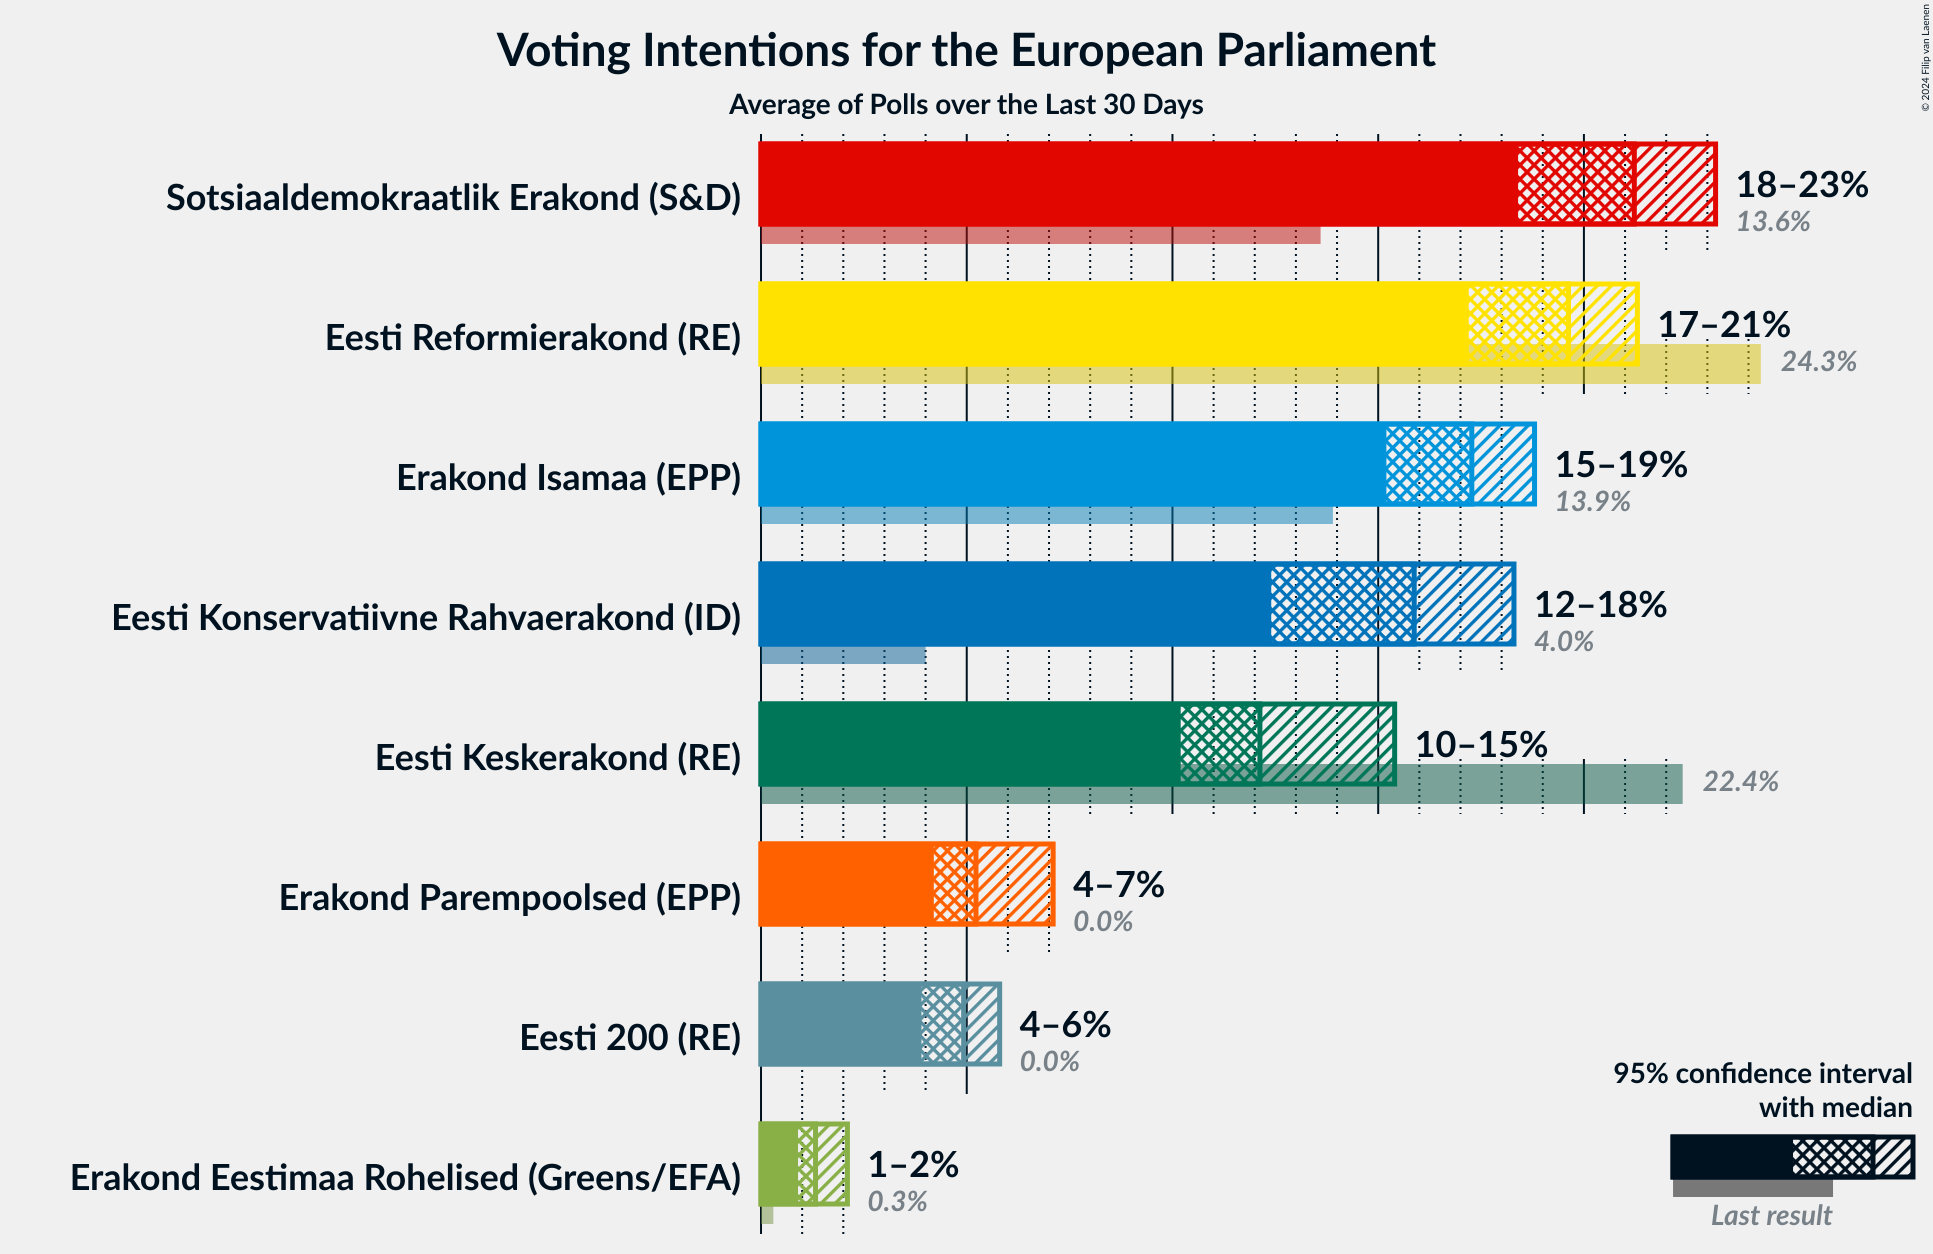 Voting Intentions for the European Parliament
Average of Polls over the Last 30 Days
© 2024 Filip van Laenen
Sotsiaaldemokraatlik Erakond (S&D)
18–23%
13.6%
Eesti Reformierakond (RE)
17–21%
24.3%
Erakond Isamaa (EPP)
15–19%
13.9%
Eesti Konservatiivne Rahvaerakond (ID)
12–18%
4.0%
Eesti Keskerakond (RE)
10–15%
22.4%
Erakond Parempoolsed (EPP)
4–7%
0.0%
Eesti 200 (RE)
4–6%
0.0%
Erakond Eestimaa Rohelised (Greens/EFA)
1–2%
0.3%
95% confidence interval
with median
Last result